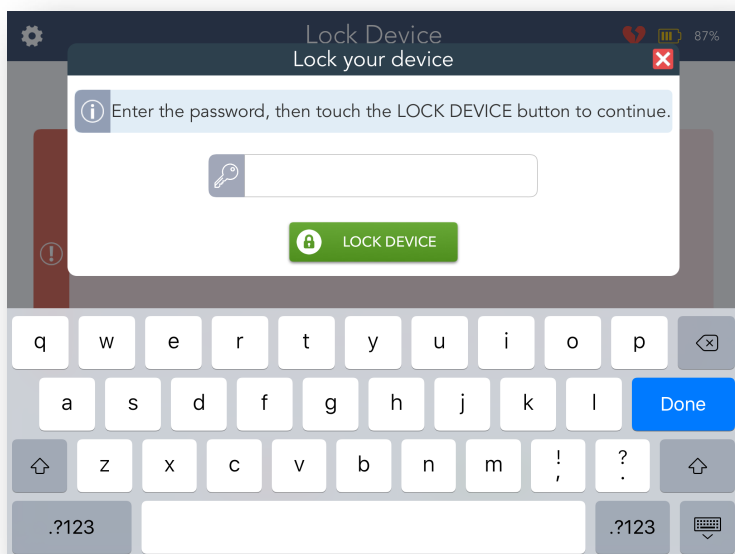 Lock Device
87%
Lock your device
Enter the password, then touch the LOCK DEVICE button to continue.
LOCK DEVICE
q w e r t y u i o p
a s d f g h j k l Done
z x c v b n m ! , ? .
.?123 .?123